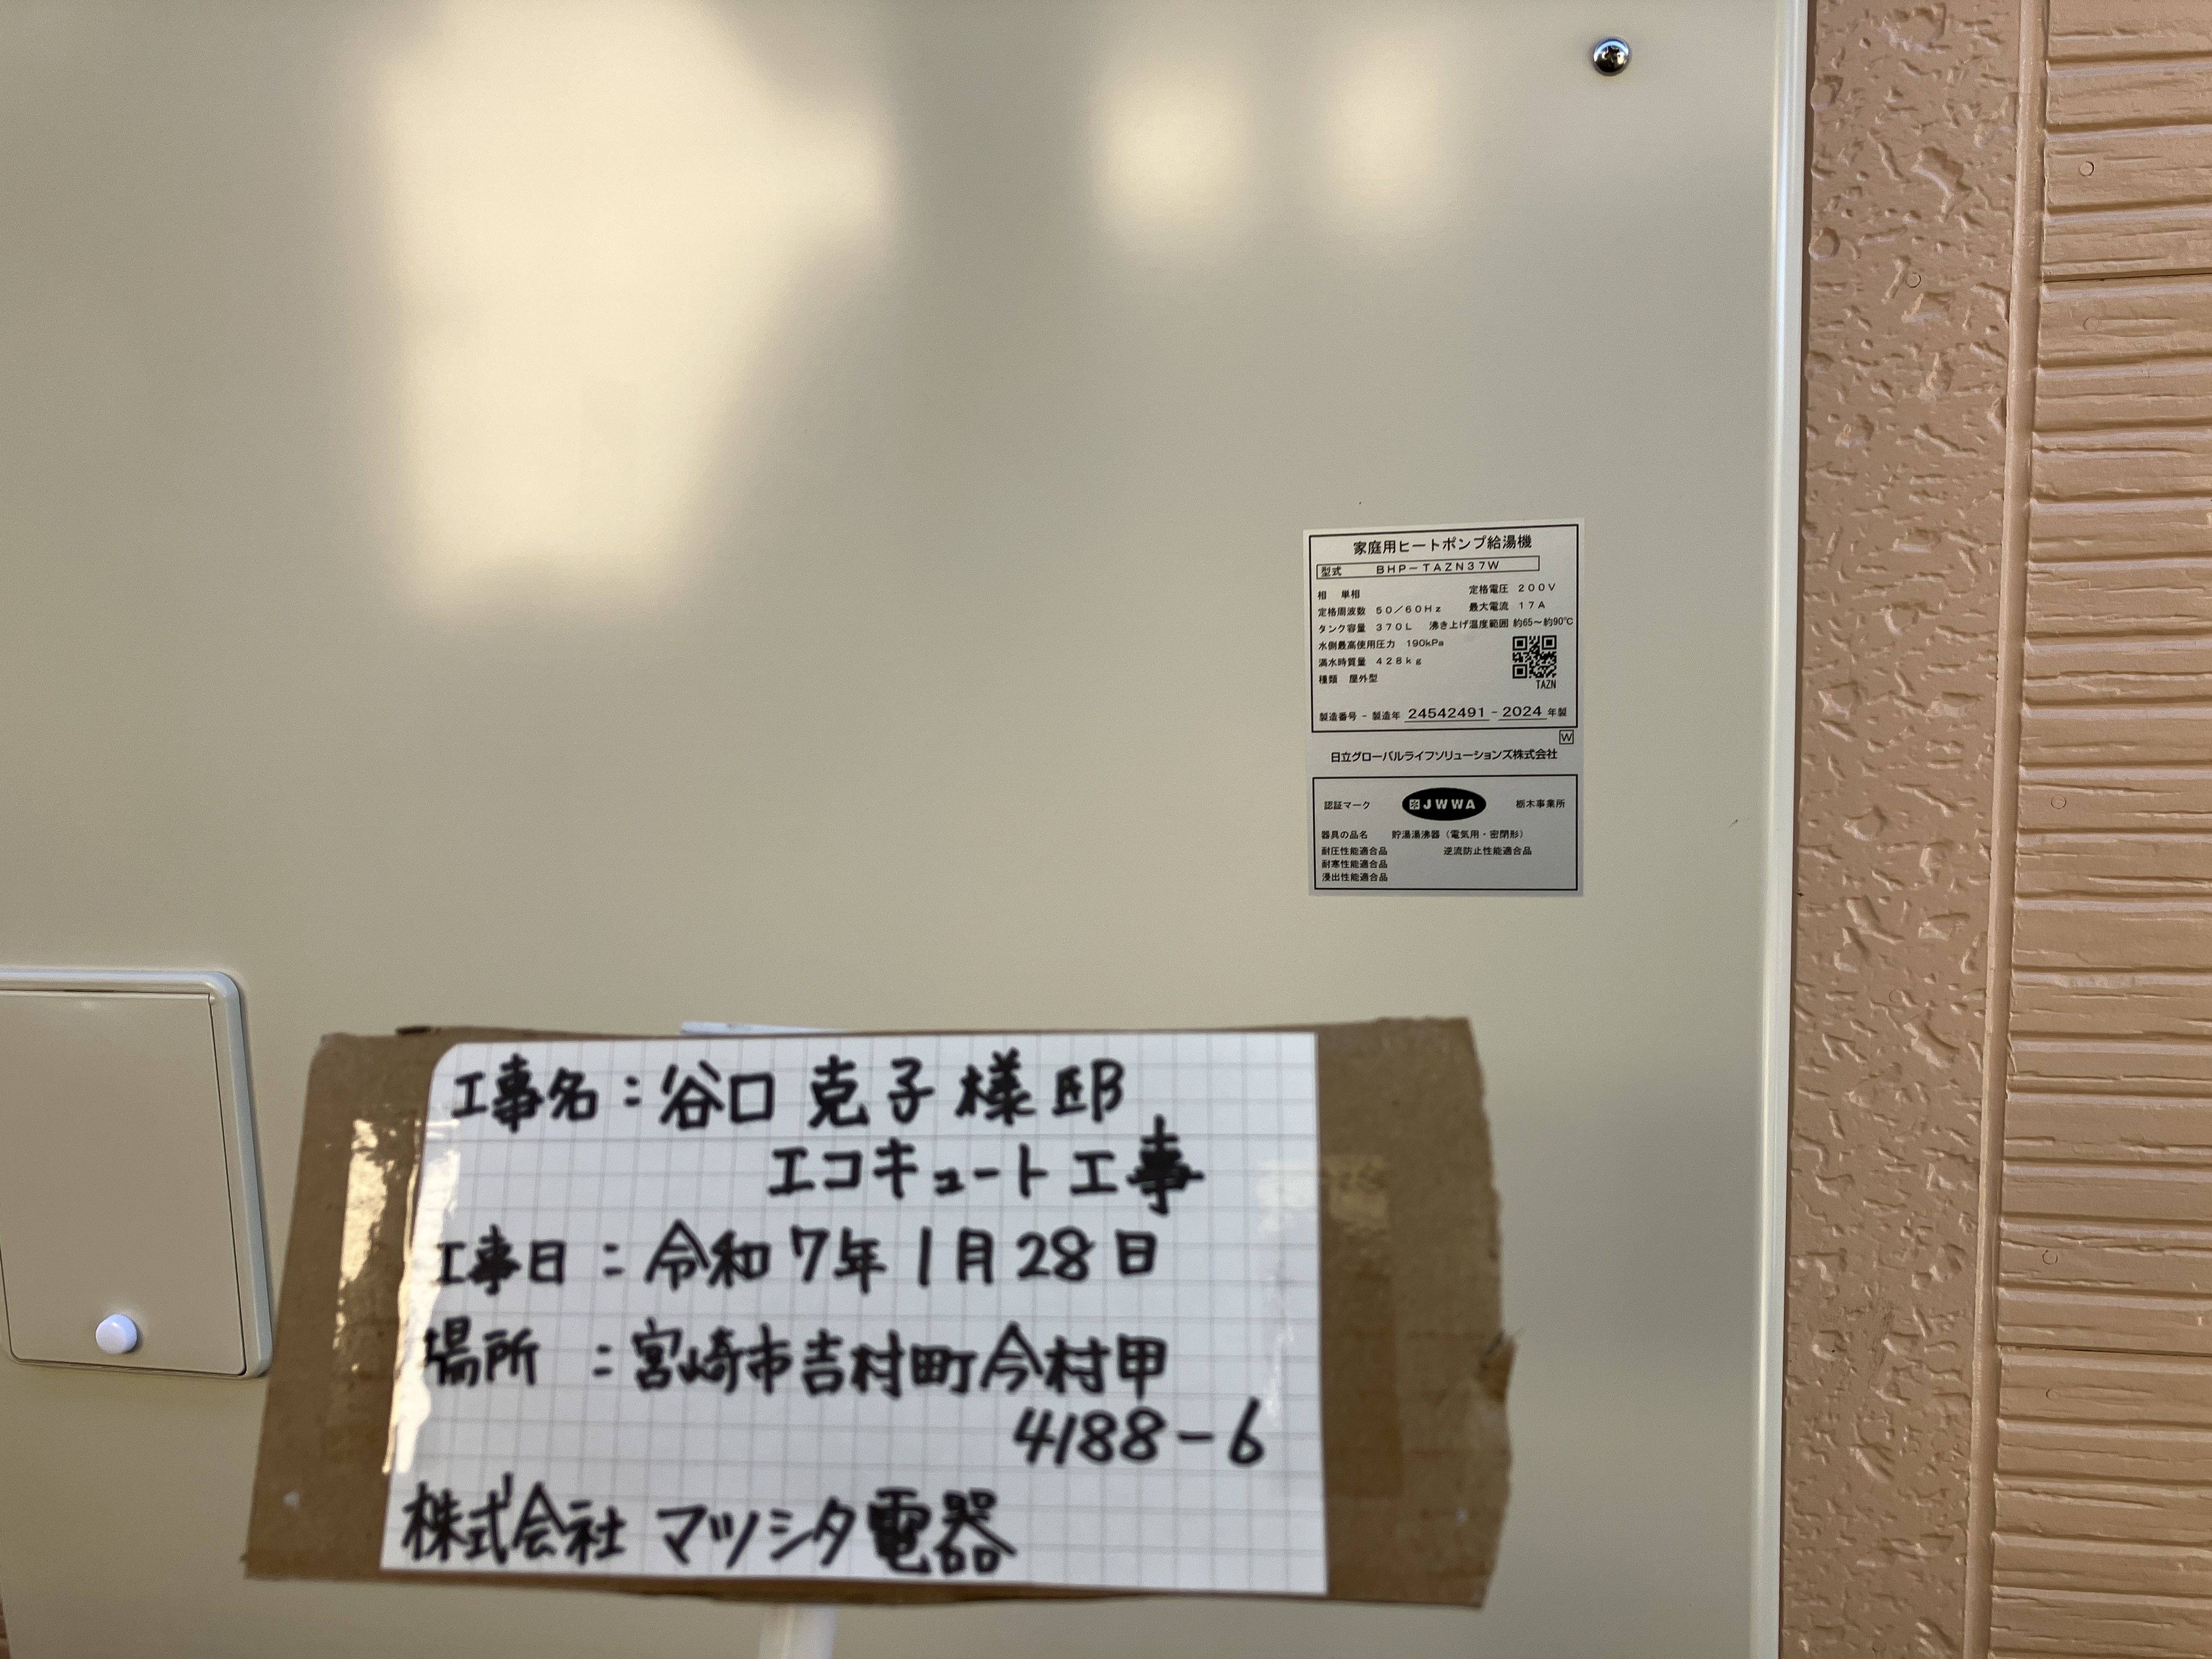 家庭用ヒートポンプ給湯機
型式 BHP-TAZN37W
相 単相 定格電圧 200V
定格周波数 50/60Hz 最大電流 17A
タンク容量 370L 沸き上げ温度範囲 約65~約90℃
水側最高使用圧力 190kPa
満水時質量 428kg
種類 屋外型
TAZN
製造番号 - 製造年 24542491 - 2024 年製
W
日立グローバルライフソリューションズ株式会社
認証マーク JWWA 栃木事業所
器具の品名 貯湯湯沸器(電気用・密閉形)
耐圧性能適合品 逆流防止性能適合品
耐寒性能適合品
浸出性能適合品
工事名:谷口 克子様邸
エコキュート工事
工事日:令和7年1月28日
場所:宮崎市吉村町今村甲
4188-6
株式会社 マツシタ電器